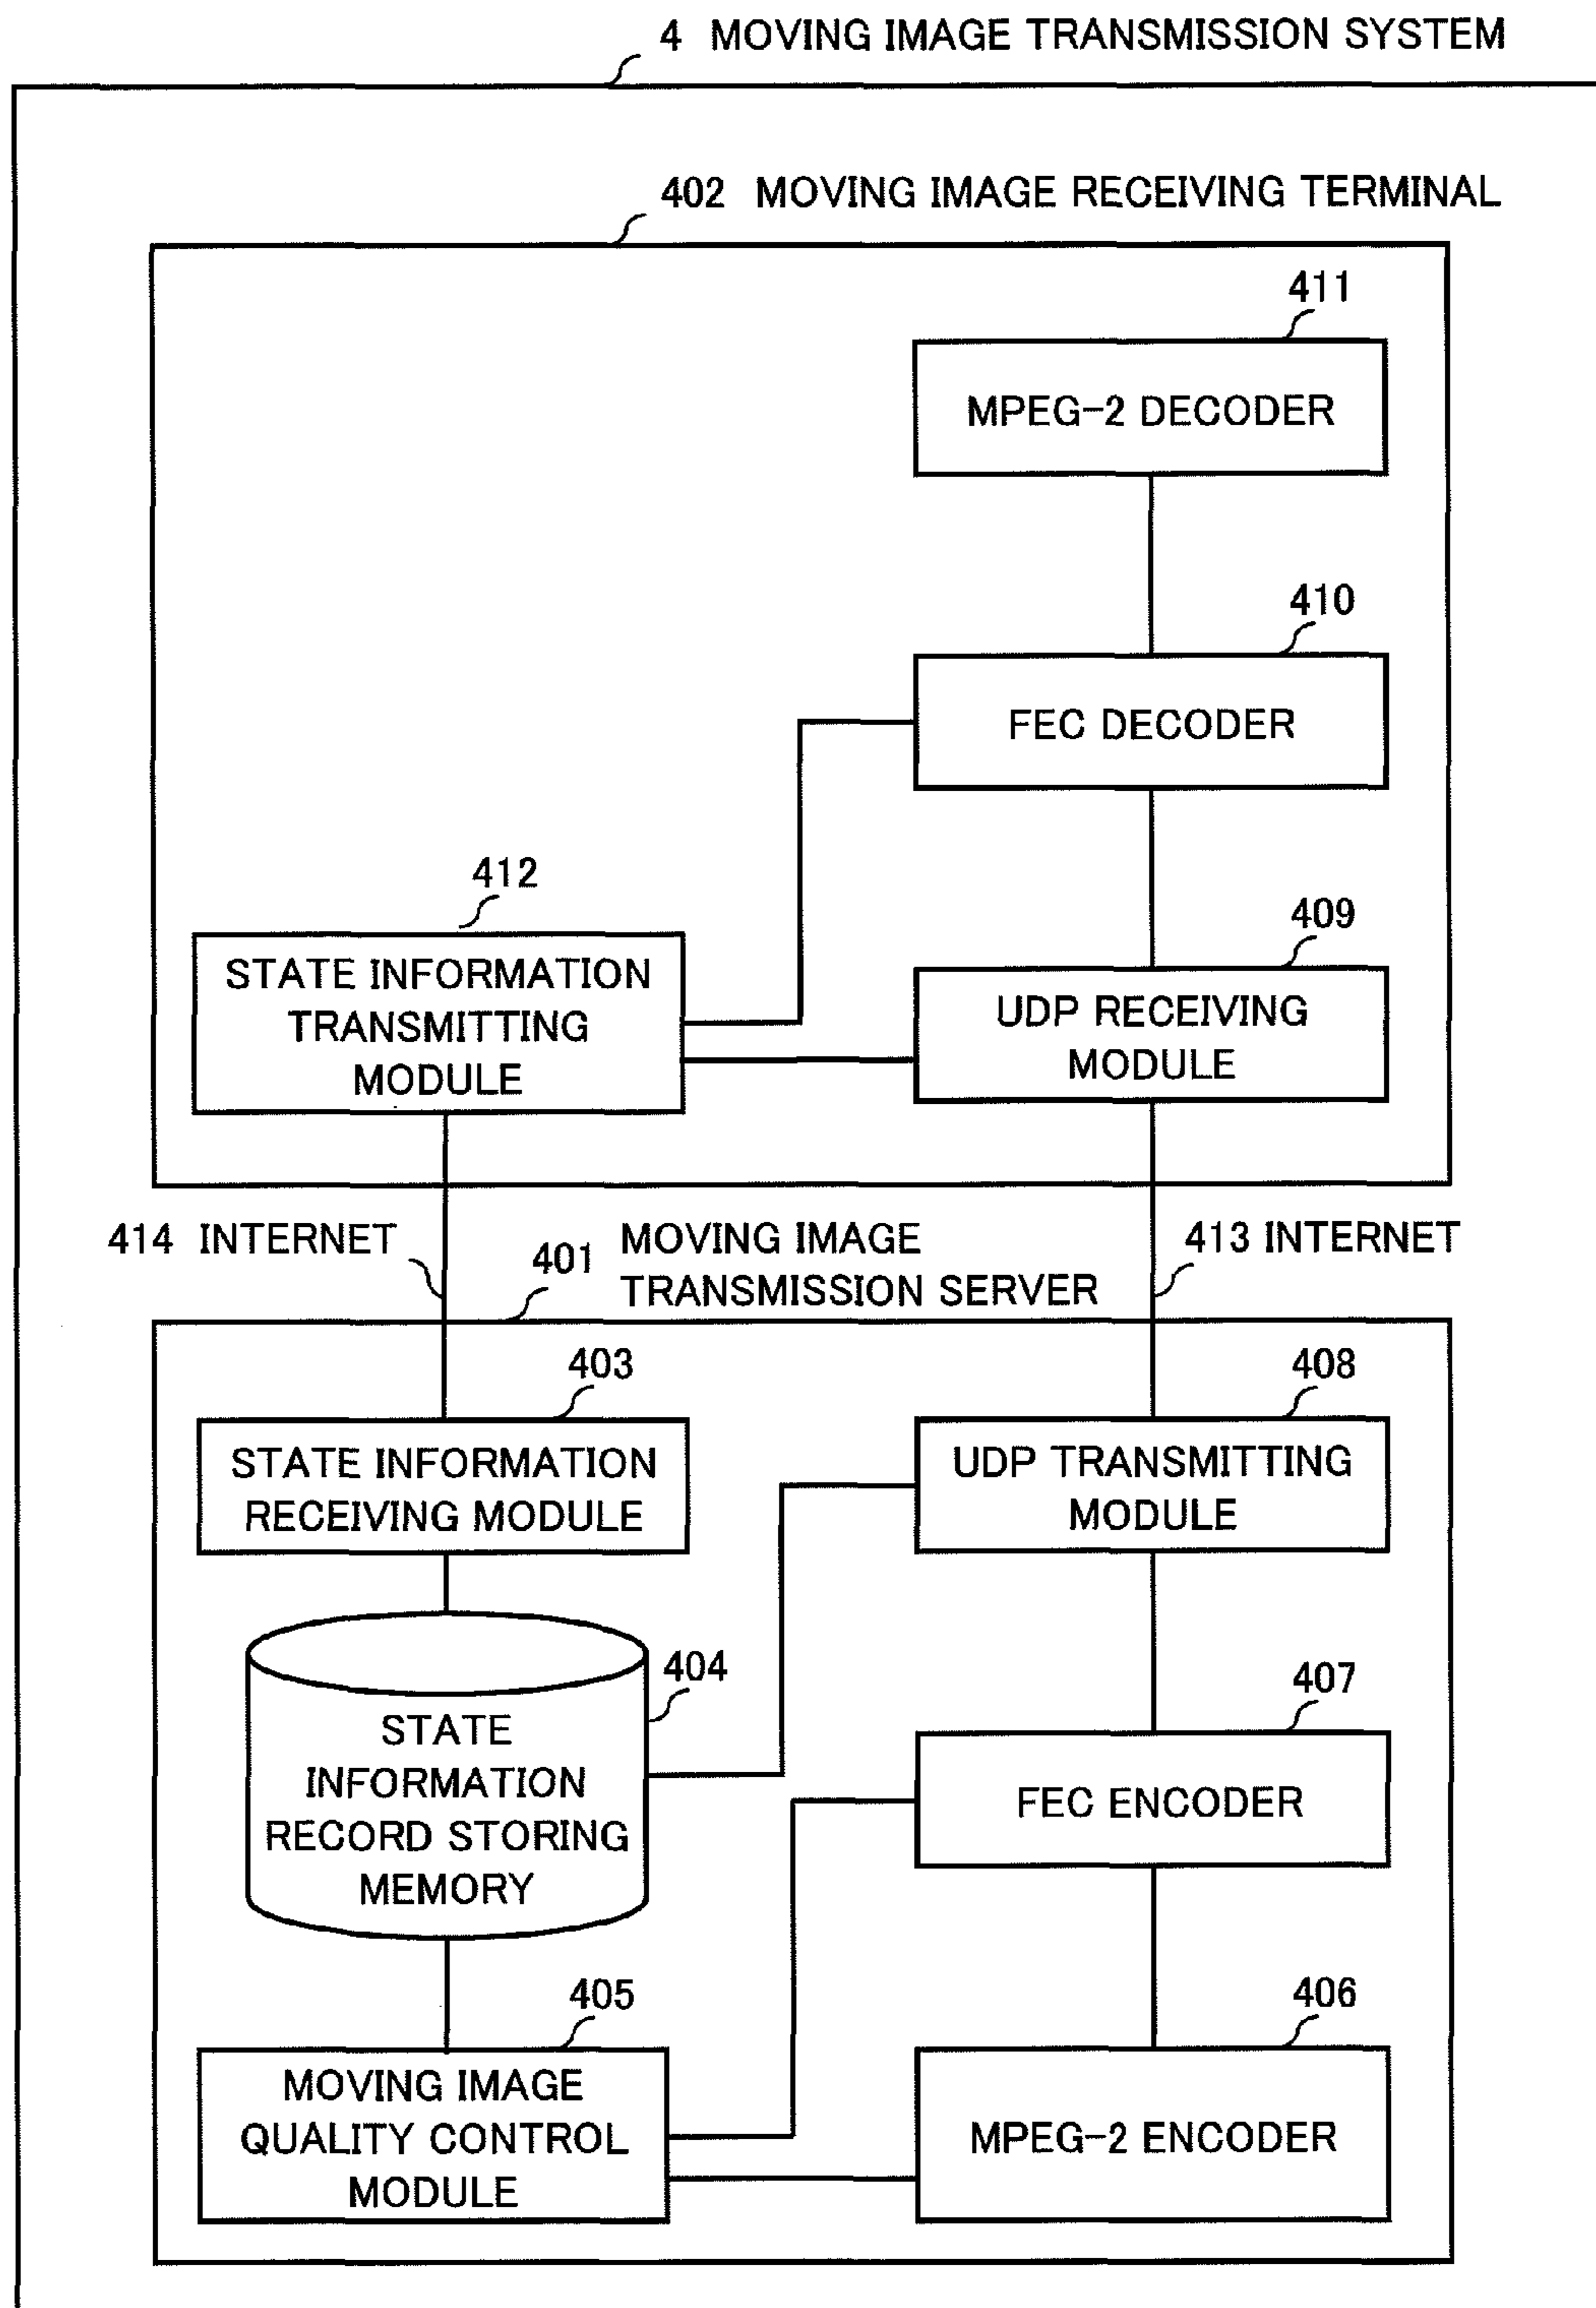 4 MOVING IMAGE TRANSMISSION SYSTEM
402 MOVING IMAGE RECEIVING TERMINAL
411
MPEG-2 DECODER
410
FEC DECODER
412
STATE INFORMATION
TRANSMITTING
MODULE
409
UDP RECEIVING
MODULE
414 INTERNET
401 MOVING IMAGE
TRANSMISSION SERVER
413 INTERNET
403
STATE INFORMATION
RECEIVING MODULE
408
UDP TRANSMITTING
MODULE
404
STATE
INFORMATION
RECORD STORING
MEMORY
407
FEC ENCODER
405
MOVING IMAGE
QUALITY CONTROL
MODULE
406
MPEG-2 ENCODER